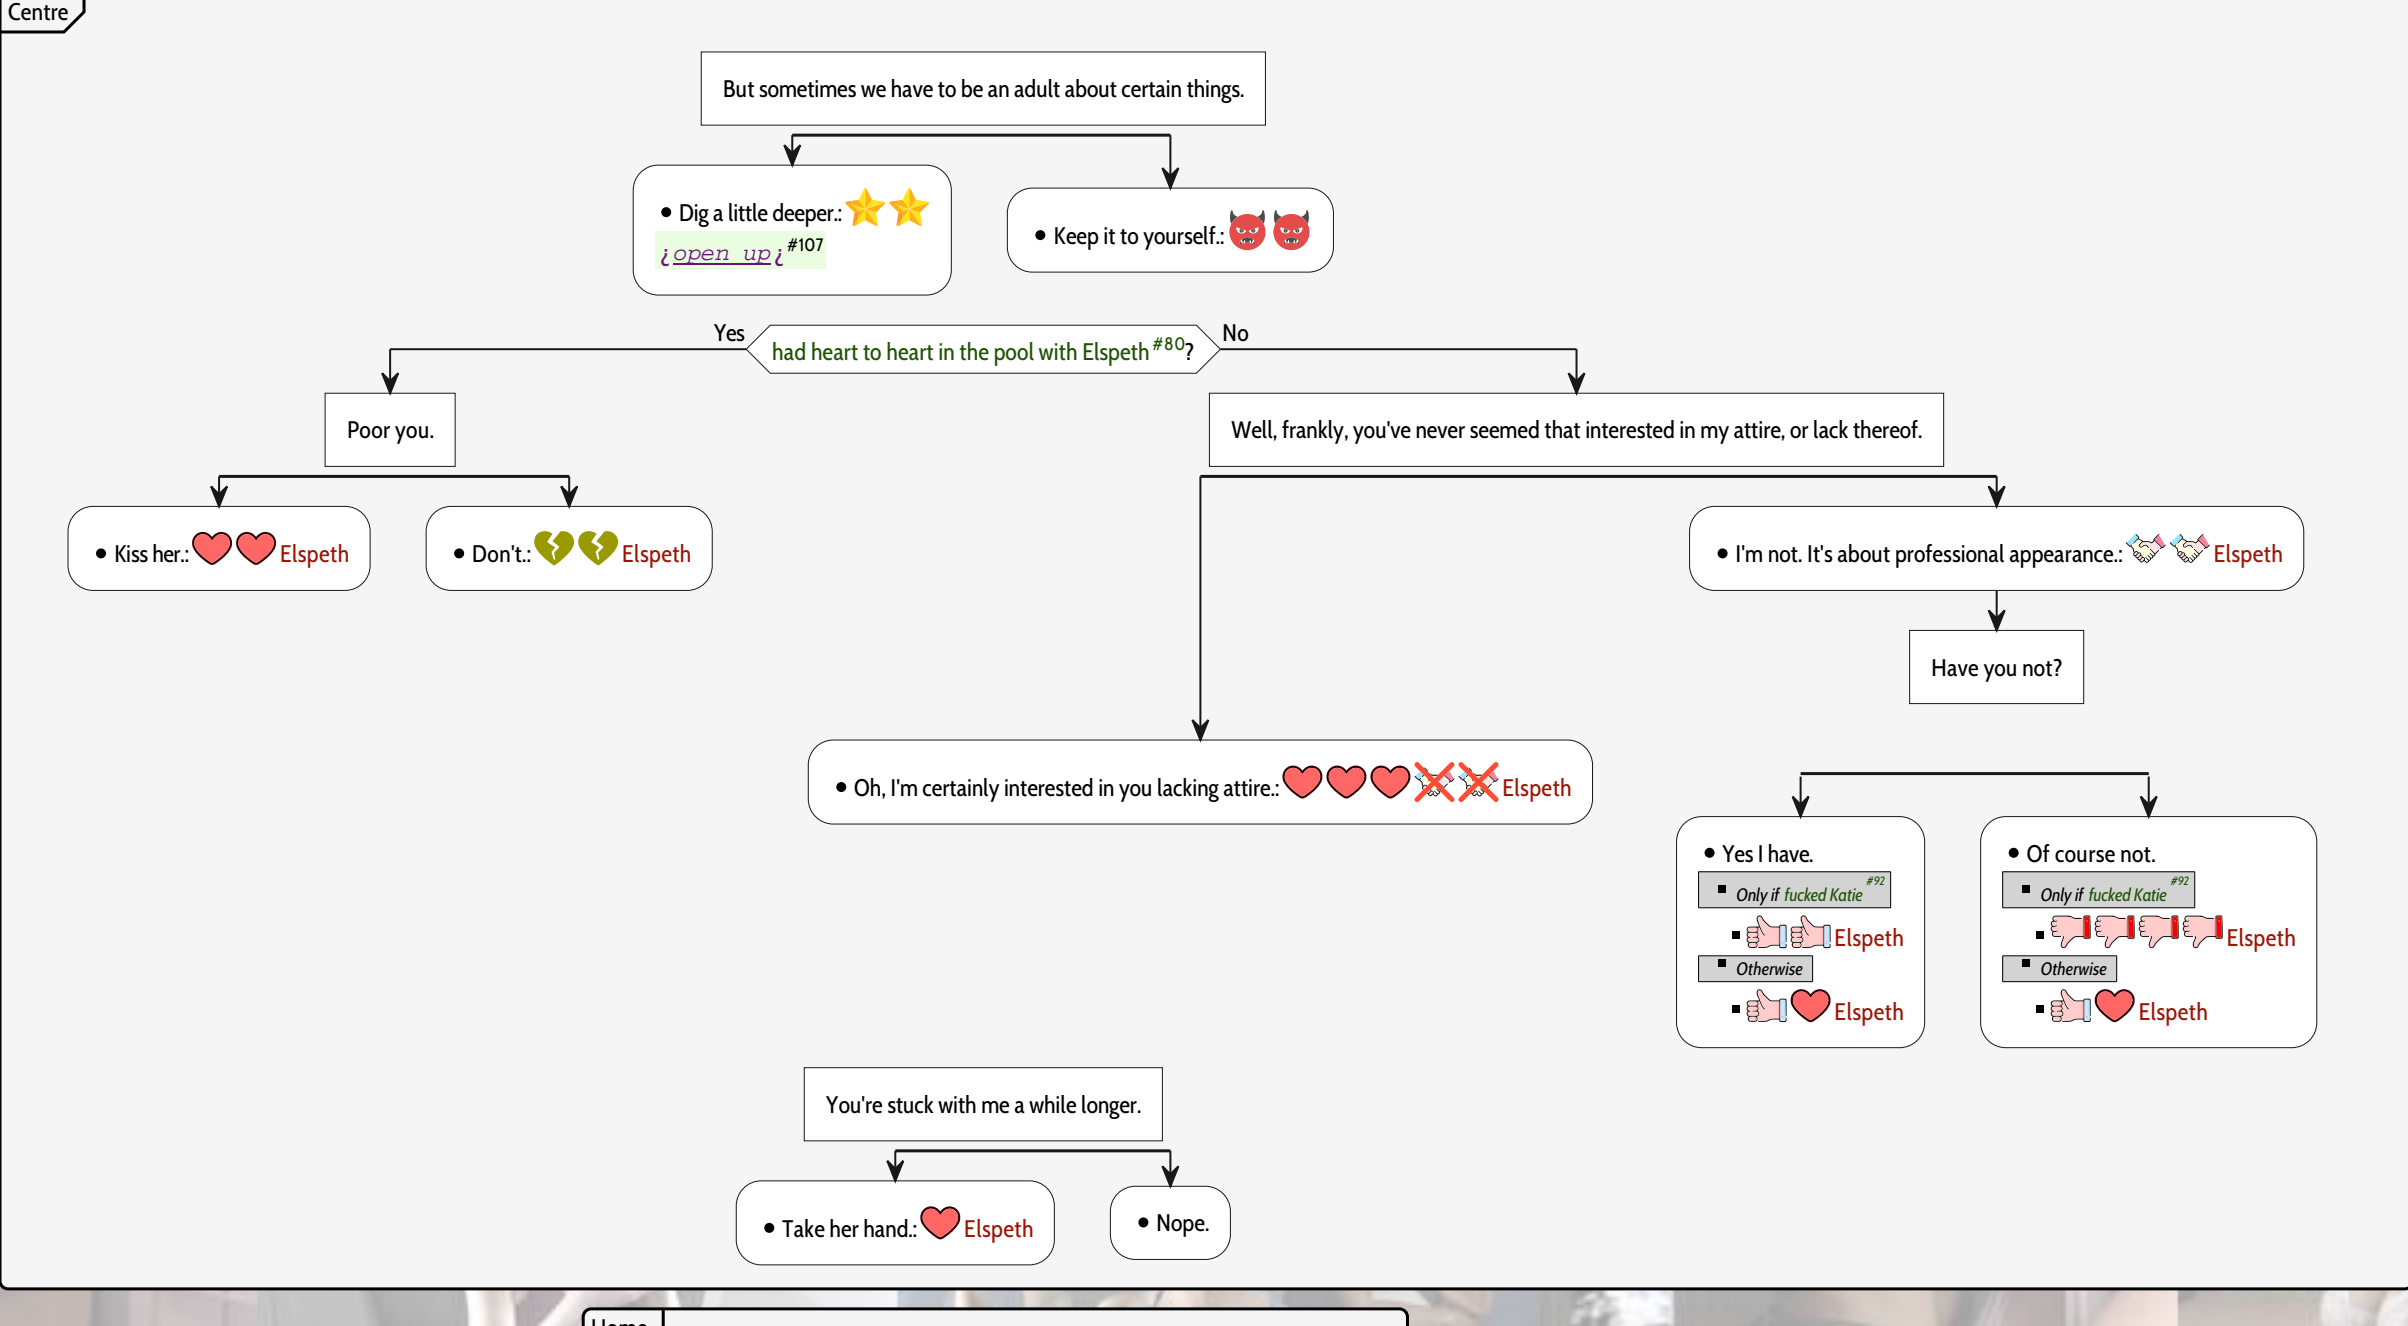 Centre
But sometimes we have to be an adult about certain things.
• Dig a little deeper.:
¿open up¿#107
• Keep it to yourself.:
Yes
had heart to heart in the pool with Elspeth#80?
No
Poor you.
Well, frankly, you've never seemed that interested in my attire, or lack thereof.
• Kiss her.: Elspeth
• Don't.: Elspeth
• I'm not. It's about professional appearance.: Elspeth
Have you not?
• Oh, I'm certainly interested in you lacking attire.: Elspeth
• Yes I have.
Only if fucked Katie #92
Elspeth
Otherwise
Elspeth
• Of course not.
Only if fucked Katie #92
Elspeth
Otherwise
Elspeth
You're stuck with me a while longer.
• Take her hand.: Elspeth
• Nope.
Home